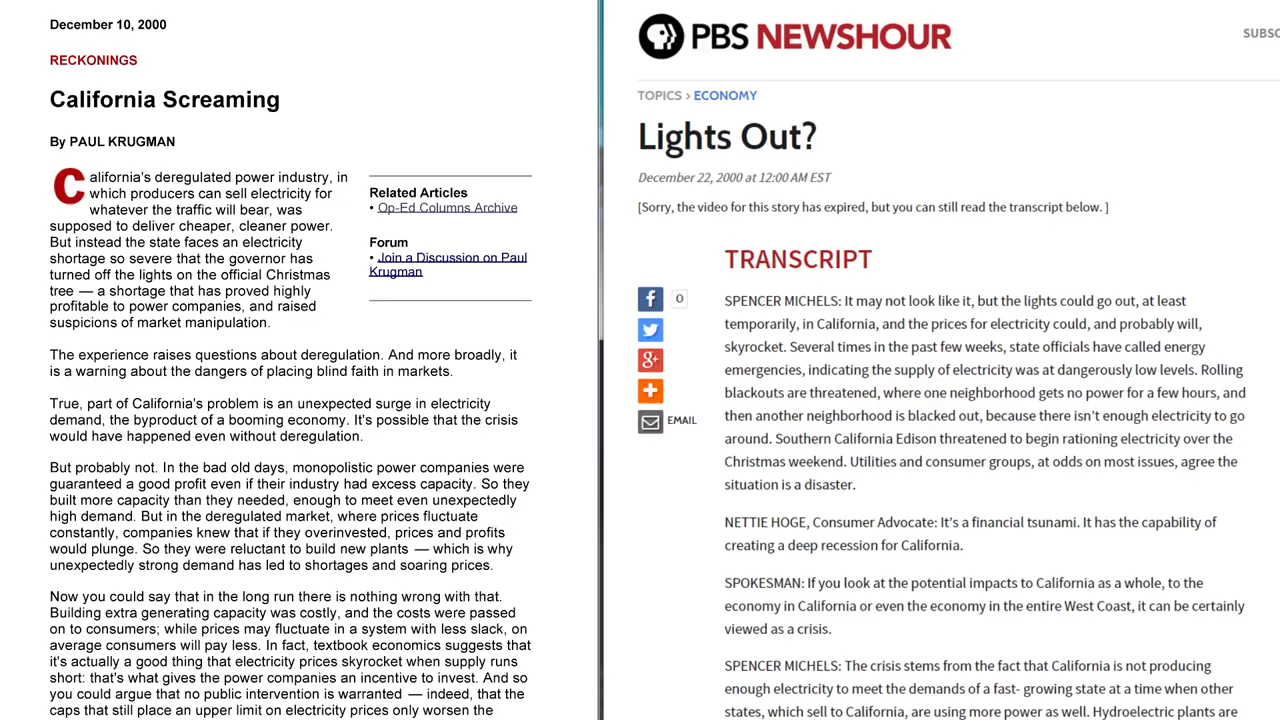 December 10, 2000
RECKONINGS
California Screaming
By PAUL KRUGMAN
California's deregulated power industry, in
which producers can sell electricity for
whatever the traffic will bear, was
supposed to deliver cheaper, cleaner power.
But instead the state faces an electricity
shortage so severe that the governor has
turned off the lights on the official Christmas
tree — a shortage that has proved highly
profitable to power companies, and raised
suspicions of market manipulation.
Related Articles
• Op-Ed Columns Archive
Forum
• Join a Discussion on Paul
Krugman
The experience raises questions about deregulation. And more broadly, it
is a warning about the dangers of placing blind faith in markets.
True, part of California's problem is an unexpected surge in electricity
demand, the byproduct of a booming economy. It's possible that the crisis
would have happened even without deregulation.
But probably not. In the bad old days, monopolistic power companies were
guaranteed a good profit even if their industry had excess capacity. So they
built more capacity than they needed, enough to meet even unexpectedly
high demand. But in the deregulated market, where prices fluctuate
constantly, companies knew that if they overinvested, prices and profits
would plunge. So they were reluctant to build new plants — which is why
unexpectedly strong demand has led to shortages and soaring prices.
Now you could say that in the long run there is nothing wrong with that.
Building extra generating capacity was costly, and the costs were passed
on to consumers; while prices may fluctuate in a system with less slack, on
average consumers will pay less. In fact, textbook economics suggests that
it's actually a good thing that electricity prices skyrocket when supply runs
short: that's what gives the power companies an incentive to invest. And so
you could argue that no public intervention is warranted — indeed, that the
caps that still place an upper limit on electricity prices only worsen the
PBS NEWSHOUR
SUBSC
TOPICS › ECONOMY
Lights Out?
December 22, 2000 at 12:00 AM EST
[Sorry, the video for this story has expired, but you can still read the transcript below. ]
TRANSCRIPT
f 0
g+
EMAIL
SPENCER MICHELS: It may not look like it, but the lights could go out, at least
temporarily, in California, and the prices for electricity could, and probably will,
skyrocket. Several times in the past few weeks, state officials have called energy
emergencies, indicating the supply of electricity was at dangerously low levels. Rolling
blackouts are threatened, where one neighborhood gets no power for a few hours, and
then another neighborhood is blacked out, because there isn't enough electricity to go
around. Southern California Edison threatened to begin rationing electricity over the
Christmas weekend. Utilities and consumer groups, at odds on most issues, agree the
situation is a disaster.
NETTIE HOGE, Consumer Advocate: It's a financial tsunami. It has the capability of
creating a deep recession for California.
SPOKESMAN: If you look at the potential impacts to California as a whole, to the
economy in California or even the economy in the entire West Coast, it can be certainly
viewed as a crisis.
SPENCER MICHELS: The crisis stems from the fact that California is not producing
enough electricity to meet the demands of a fast- growing state at a time when other
states, which sell to California, are using more power as well. Hydroelectric plants are